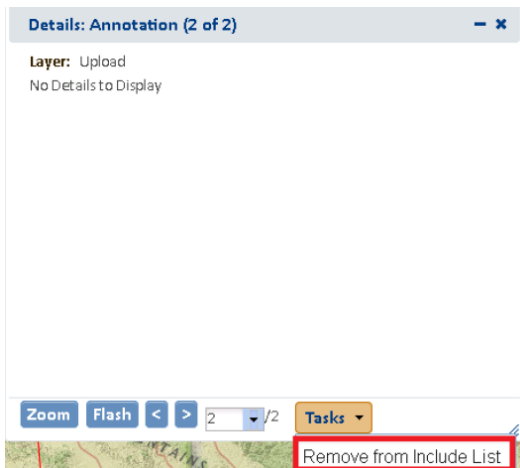 Details: Annotation (2 of 2)
Layer: Upload
No Details to Display
Zoom Flash < > 2 /2 Tasks
Remove from Include List
NTAINS